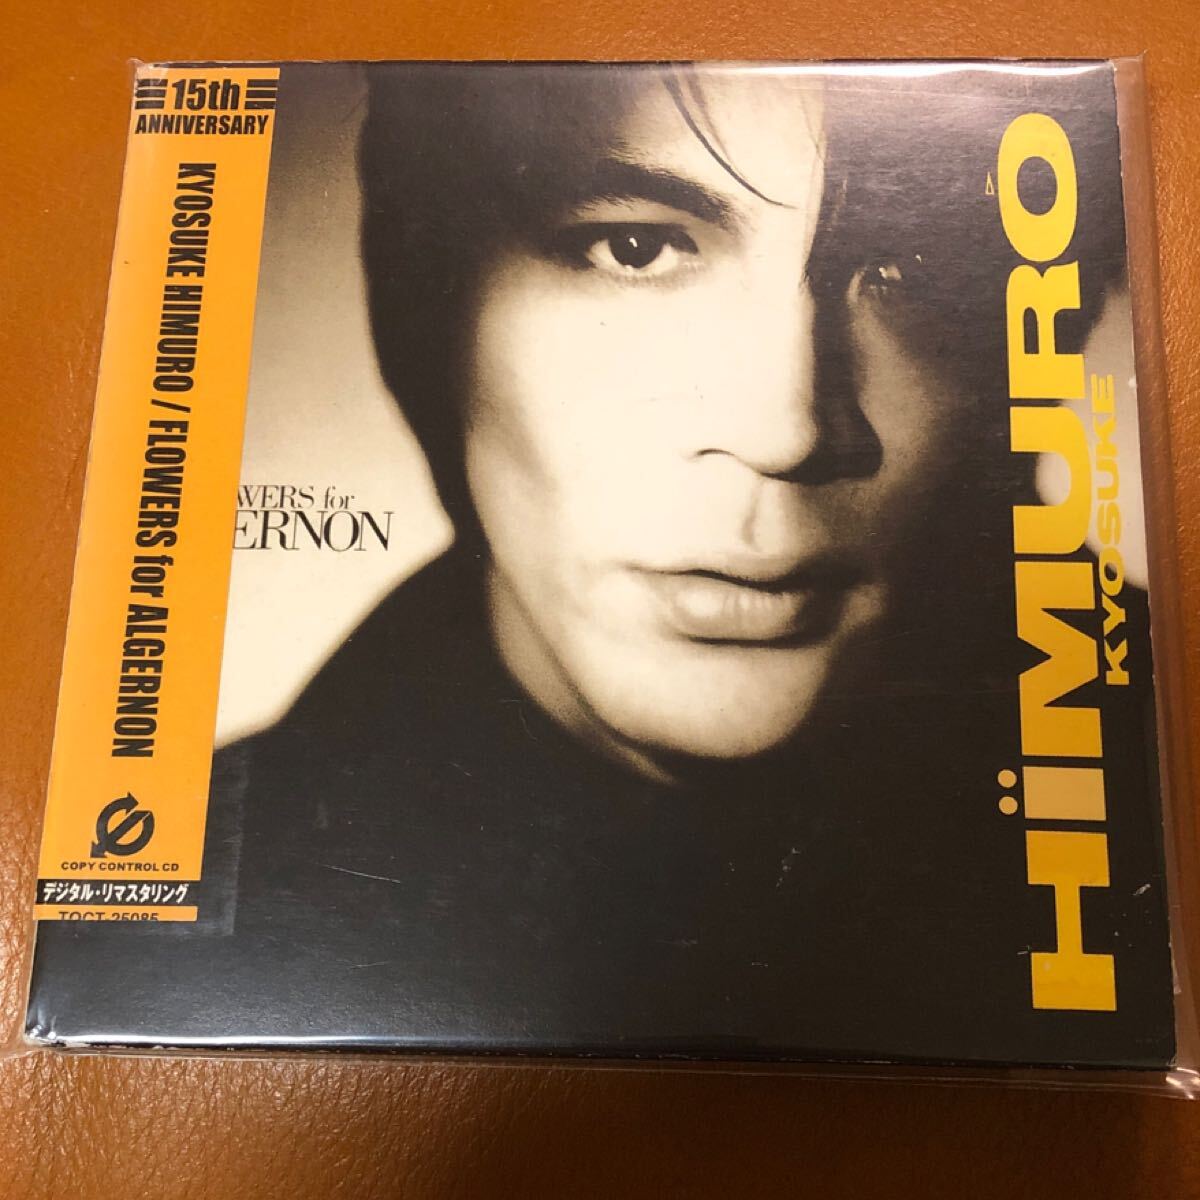 15th
ANNIVERSARY
KYOSUKE HIMURO / FLOWERS for ALGERNON
COPY CONTROL CD
デジタル・リマスタリング
TOCT-25085
WERS for
ERNON
HÏMURO
KYOSUKE